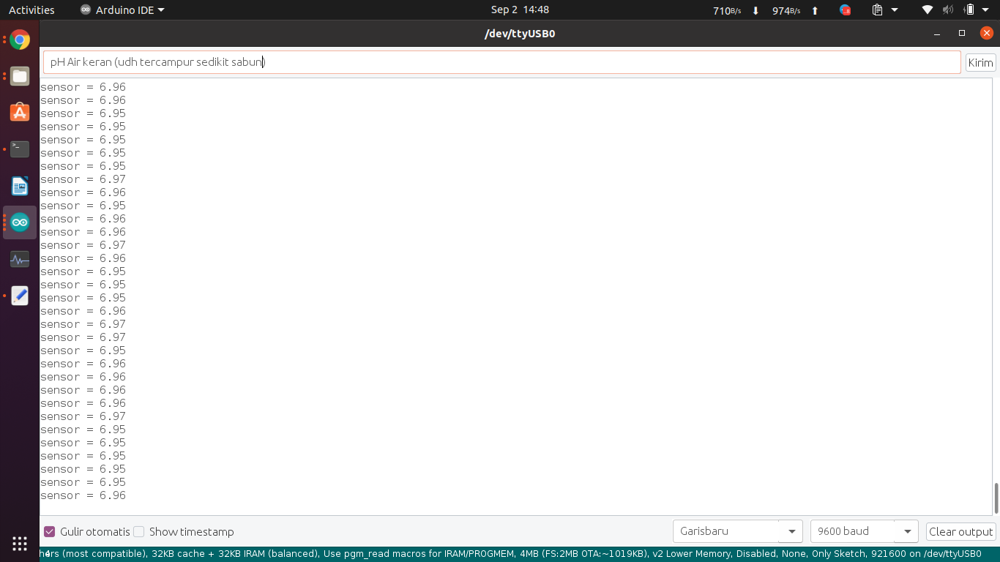 Activities
Arduino IDE
Sep 2 14:48
710B/s
974B/s
/dev/ttyUSB0
pH Air keran (udh tercampur sedikit sabun)
Kirim
sensor = 6.96
sensor = 6.96
sensor = 6.95
sensor = 6.95
sensor = 6.95
sensor = 6.95
sensor = 6.95
sensor = 6.97
sensor = 6.96
sensor = 6.95
sensor = 6.96
sensor = 6.96
sensor = 6.97
sensor = 6.96
sensor = 6.95
sensor = 6.95
sensor = 6.95
sensor = 6.96
sensor = 6.97
sensor = 6.97
sensor = 6.95
sensor = 6.96
sensor = 6.96
sensor = 6.96
sensor = 6.96
sensor = 6.97
sensor = 6.95
sensor = 6.95
sensor = 6.95
sensor = 6.95
sensor = 6.95
sensor = 6.96
Gulir otomatis
Show timestamp
Garisbaru
9600 baud
Clear output
(most compatible), 32KB cache + 32KB IRAM (balanced), Use pgm_read macros for IRAM/PROGMEM, 4MB (FS:2MB OTA:~1019KB), v2 Lower Memory, Disabled, None, Only Sketch, 921600 on /dev/ttyUSB0